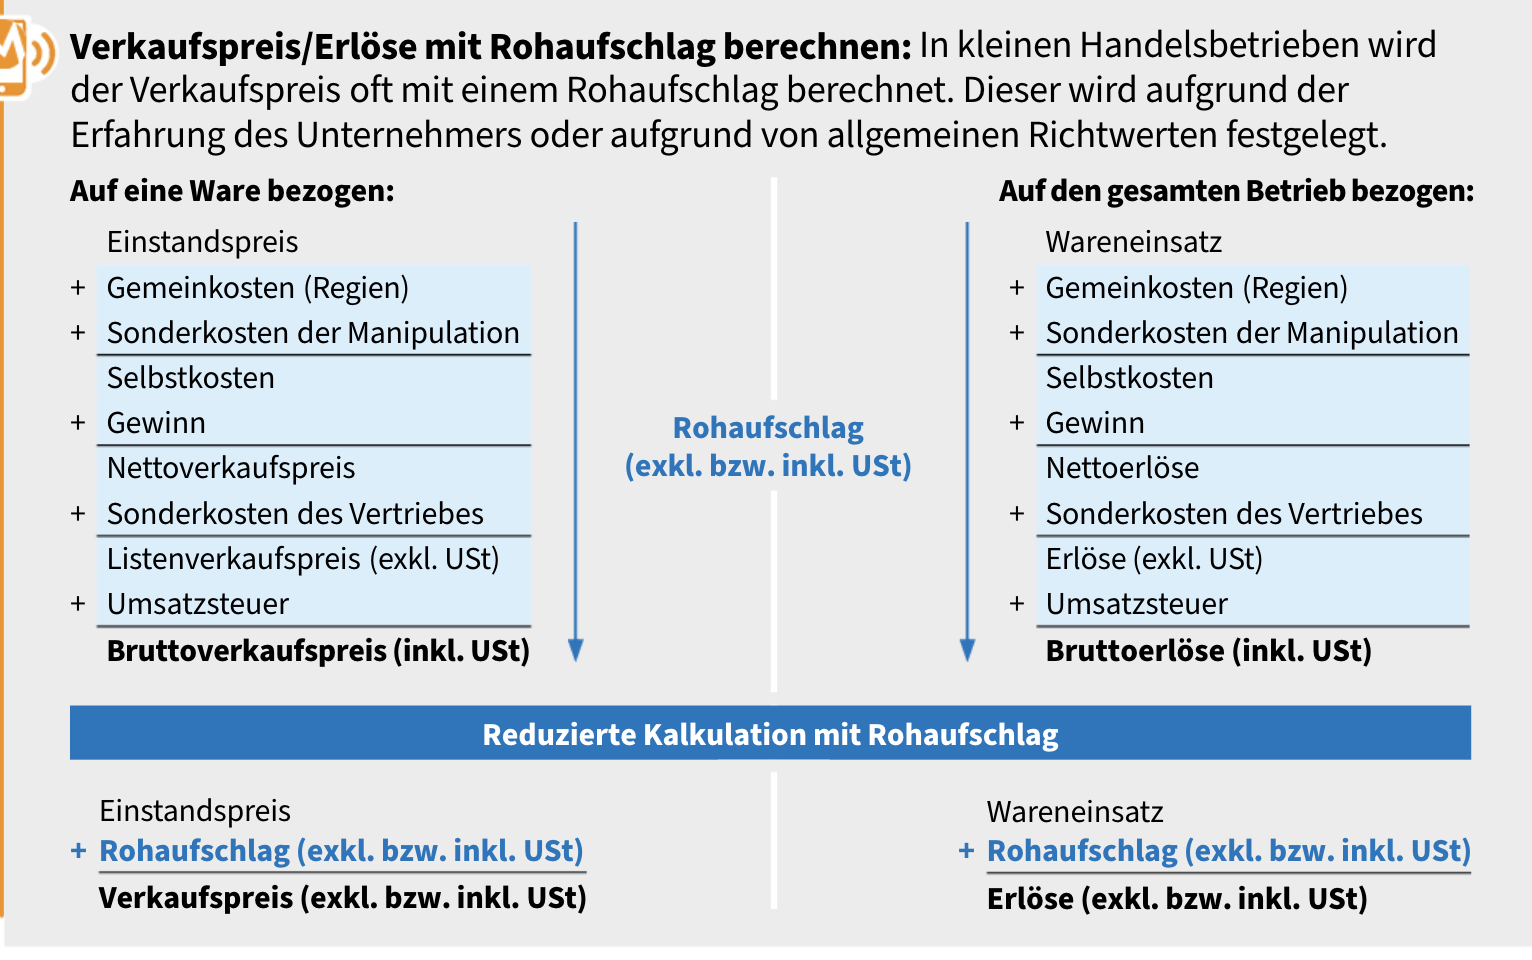 Verkaufspreis/Erlöse mit Rohaufschlag berechnen: In kleinen Handelsbetrieben wird
der Verkaufspreis oft mit einem Rohaufschlag berechnet. Dieser wird aufgrund der
Erfahrung des Unternehmers oder aufgrund von allgemeinen Richtwerten festgelegt.
Auf eine Ware bezogen:
Einstandspreis
+ Gemeinkosten (Regien)
+ Sonderkosten der Manipulation
Selbstkosten
+ Gewinn
Nettoverkaufspreis
+ Sonderkosten des Vertriebes
Listenverkaufspreis (exkl. USt)
+ Umsatzsteuer
Bruttoverkaufspreis (inkl. USt)
Rohaufschlag
(exkl. bzw. inkl. USt)
Auf den gesamten Betrieb bezogen:
Wareneinsatz
+ Gemeinkosten (Regien)
+ Sonderkosten der Manipulation
Selbstkosten
+ Gewinn
Nettoerlöse
+ Sonderkosten des Vertriebes
Erlöse (exkl. USt)
+ Umsatzsteuer
Bruttoerlöse (inkl. USt)
Reduzierte Kalkulation mit Rohaufschlag
Einstandspreis
+ Rohaufschlag (exkl. bzw. inkl. USt)
Verkaufspreis (exkl. bzw. inkl. USt)
Wareneinsatz
+ Rohaufschlag (exkl. bzw. inkl. USt)
Erlöse (exkl. bzw. inkl. USt)